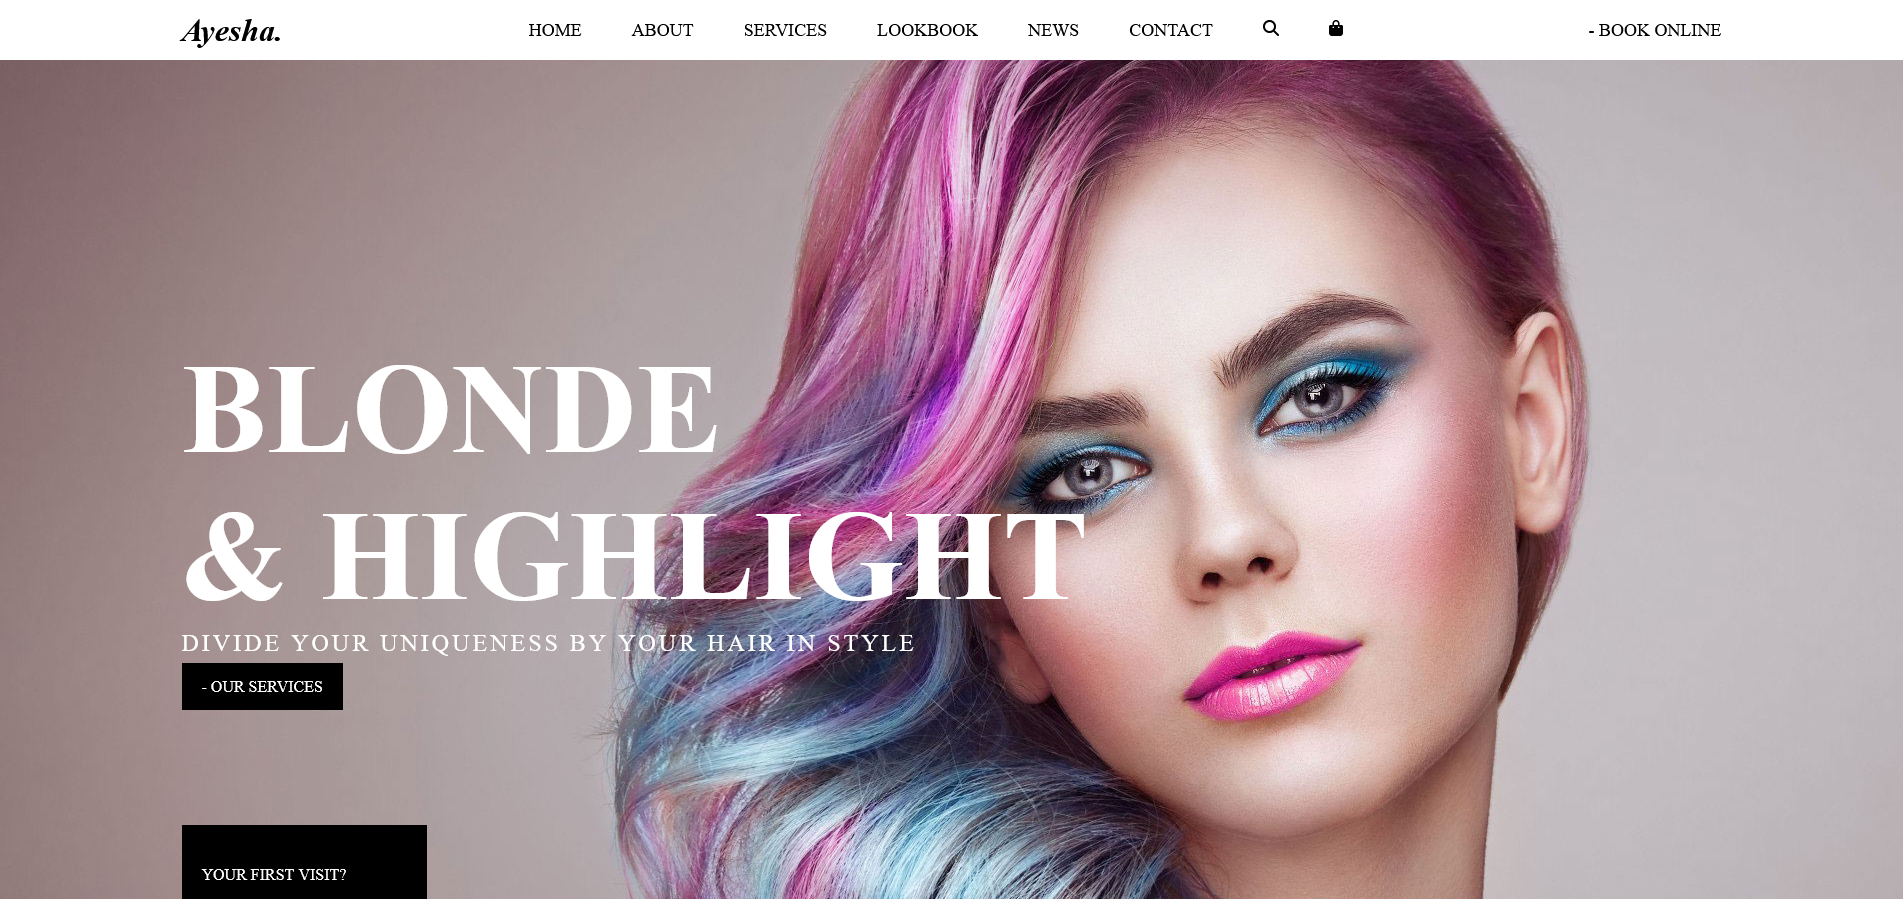 Ayesha.
HOME ABOUT SERVICES LOOKBOOK NEWS CONTACT - BOOK ONLINE
BLONDE
& HIGHLIGHT
DIVIDE YOUR UNIQUENESS BY YOUR HAIR IN STYLE
- OUR SERVICES
YOUR FIRST VISIT?